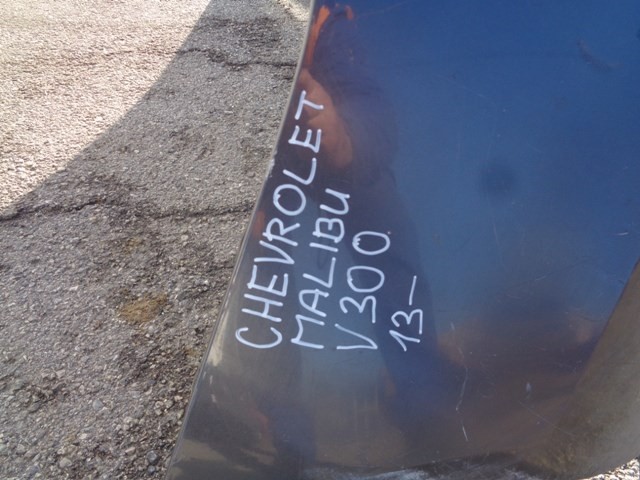 CHEVROLET
MALIBU
V300
13-